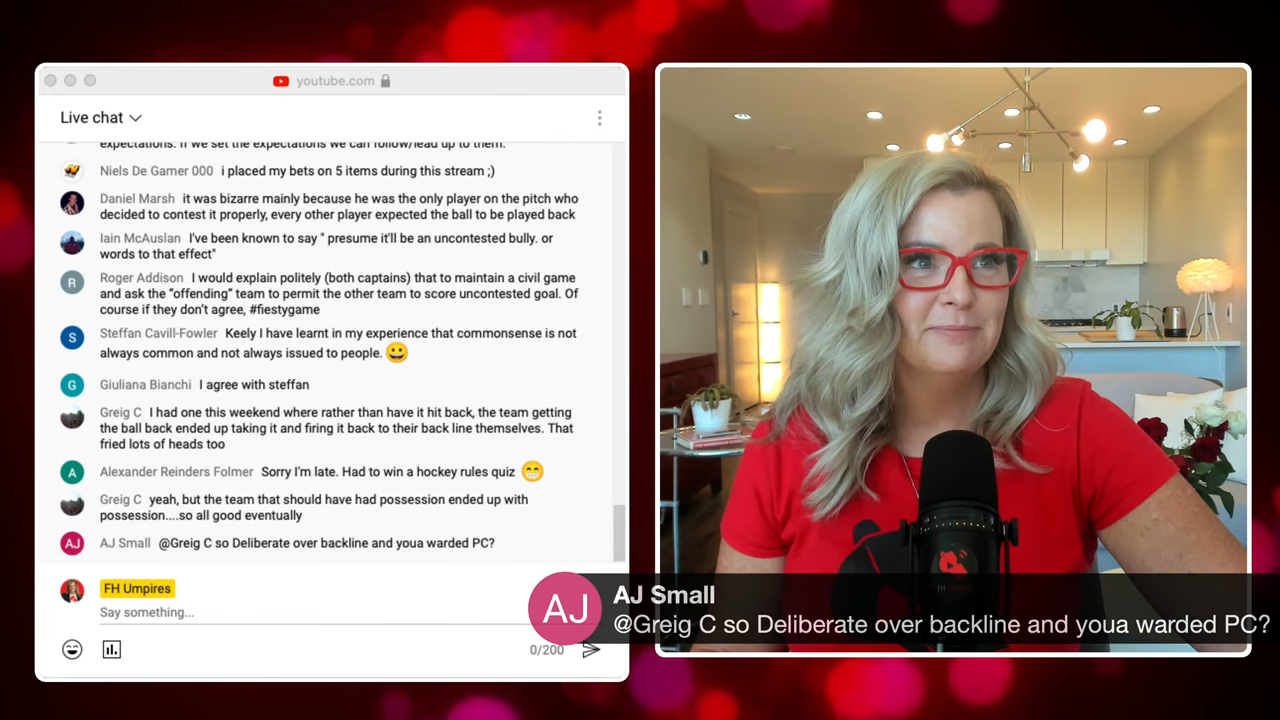 youtube.com
Live chat
expectations. If we set the expectations we can follow/lead up to them.
Niels De Gamer 000 i placed my bets on 5 items during this stream ;)
Daniel Marsh it was bizarre mainly because he was the only player on the pitch who
decided to contest it properly, every other player expected the ball to be played back
Iain McAuslan I've been known to say " presume it'll be an uncontested bully. or
words to that effect"
R
Roger Addison I would explain politely (both captains) that to maintain a civil game
and ask the “offending” team to permit the other team to score uncontested goal. Of
course if they don’t agree, #fiestygame
S
Steffan Cavill-Fowler Keely I have learnt in my experience that commonsense is not
always common and not always issued to people. 😀
G
Giuliana Bianchi I agree with steffan
Greig C I had one this weekend where rather than have it hit back, the team getting
the ball back ended up taking it and firing it back to their back line themselves. That
fried lots of heads too
A
Alexander Reinders Folmer Sorry I'm late. Had to win a hockey rules quiz 😁
Greig C yeah, but the team that should have had possession ended up with
possession....so all good eventually
AJ
AJ Small @Greig C so Deliberate over backline and youa warded PC?
FH Umpires
Say something...
0/200
AJ
AJ Small
@Greig C so Deliberate over backline and youa warded PC?